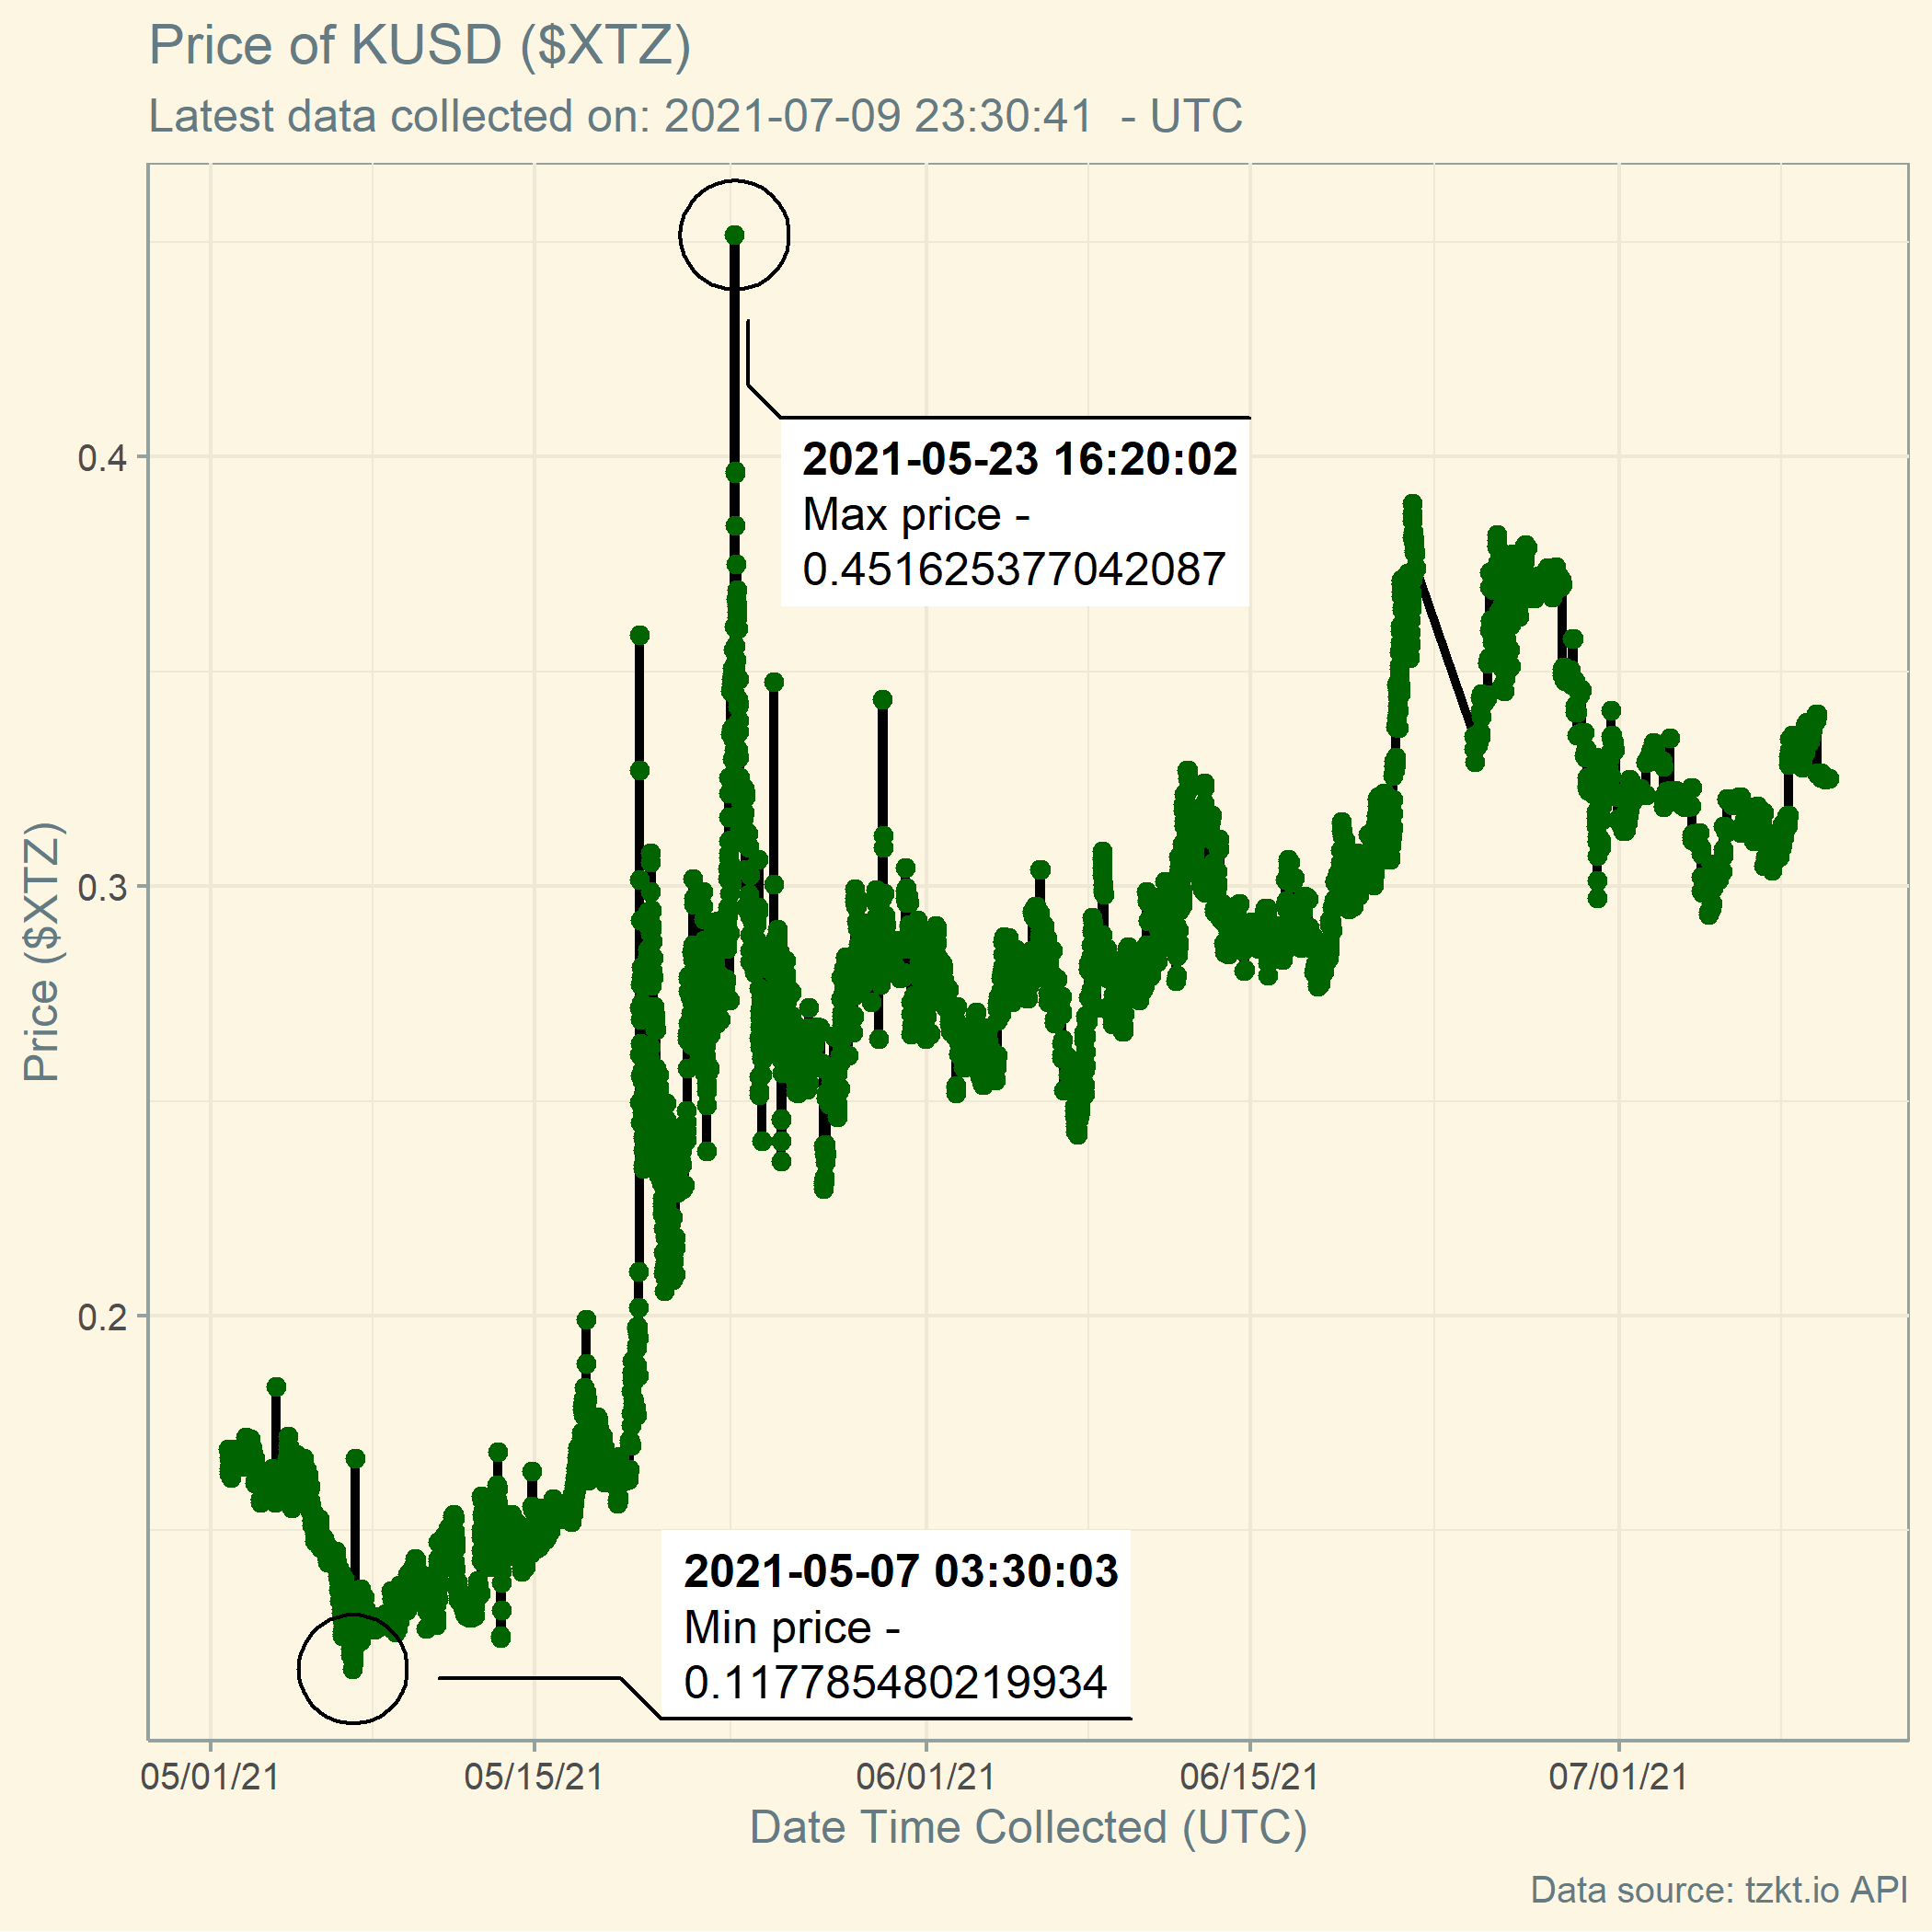 Price of KUSD ($XTZ)
Latest data collected on: 2021-07-09 23:30:41  - UTC
2021-05-23 16:20:02
Max price -
0.451625377042087
0.4
0.3
0.2
Price ($XTZ)
2021-05-07 03:30:03
Min price -
0.117785480219934
05/01/21
05/15/21
06/01/21
06/15/21
07/01/21
Date Time Collected (UTC)
Data source: tzkt.io API